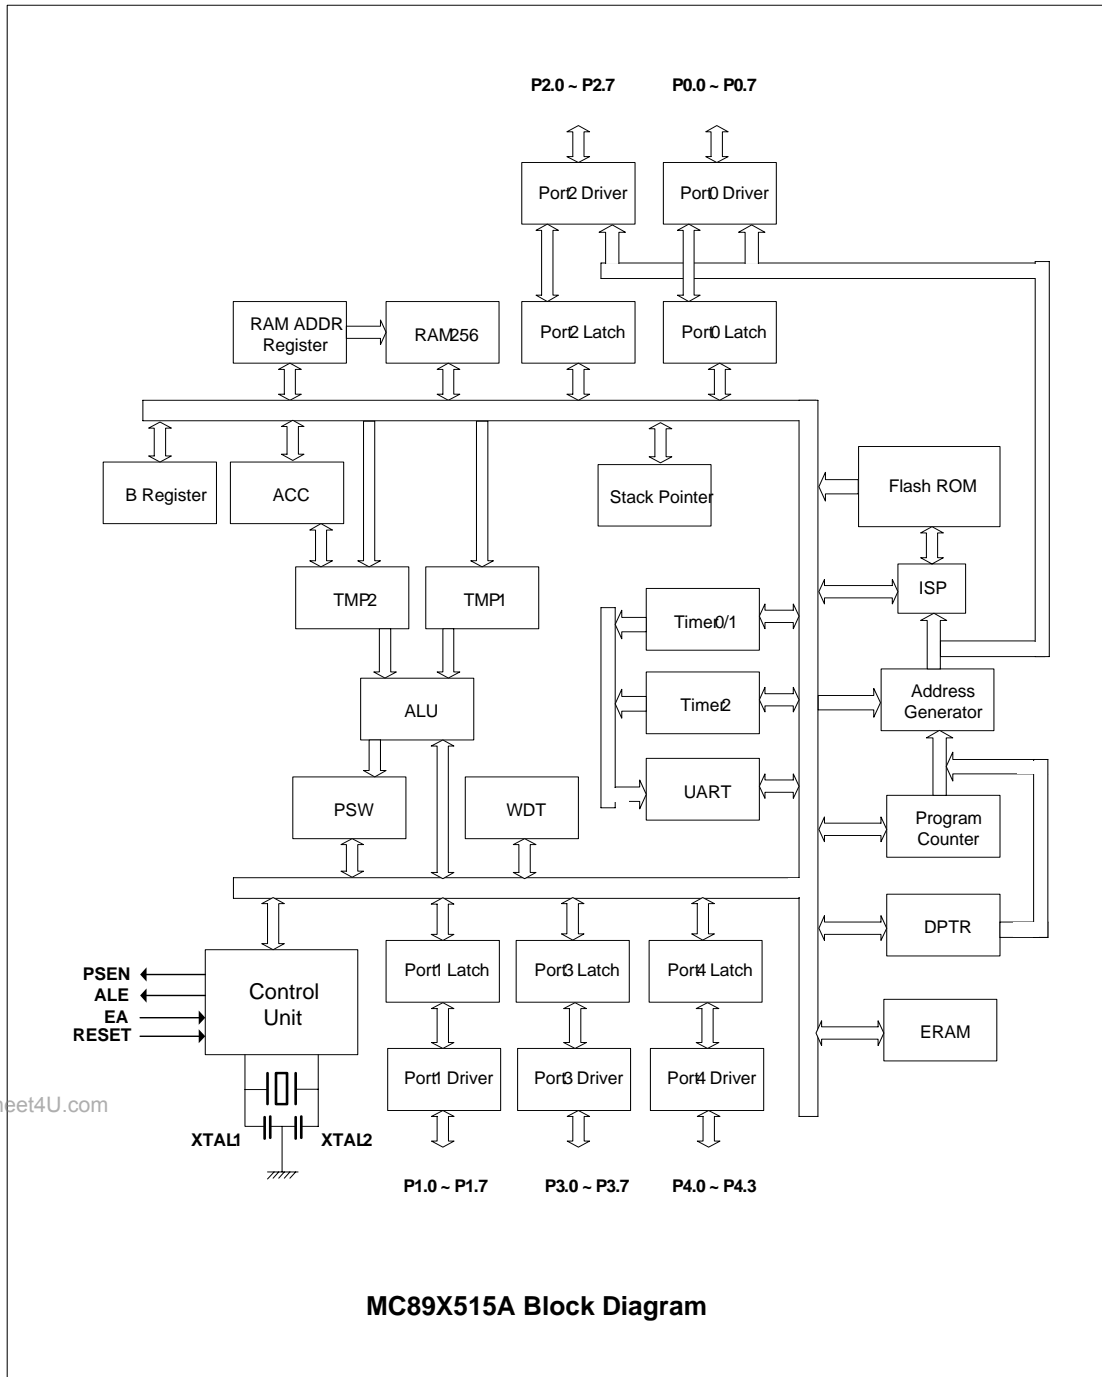 P2.0 ~ P2.7
P0.0 ~ P0.7
Port2 Driver
Port0 Driver
RAM ADDR
Register
RAM256
Port2 Latch
Port0 Latch
B Register
ACC
Stack Pointer
Flash ROM
TMP2
TMP1
ISP
Timer0/1
ALU
Timer2
Address
Generator
PSW
WDT
UART
Program
Counter
DPTR
PSEN
ALE
EA
RESET
Control
Unit
Port1 Latch
Port3 Latch
Port4 Latch
ERAM
Port1 Driver
Port3 Driver
Port4 Driver
heet4U.com
XTAL1
XTAL2
P1.0 ~ P1.7
P3.0 ~ P3.7
P4.0 ~ P4.3
MC89X515A Block Diagram